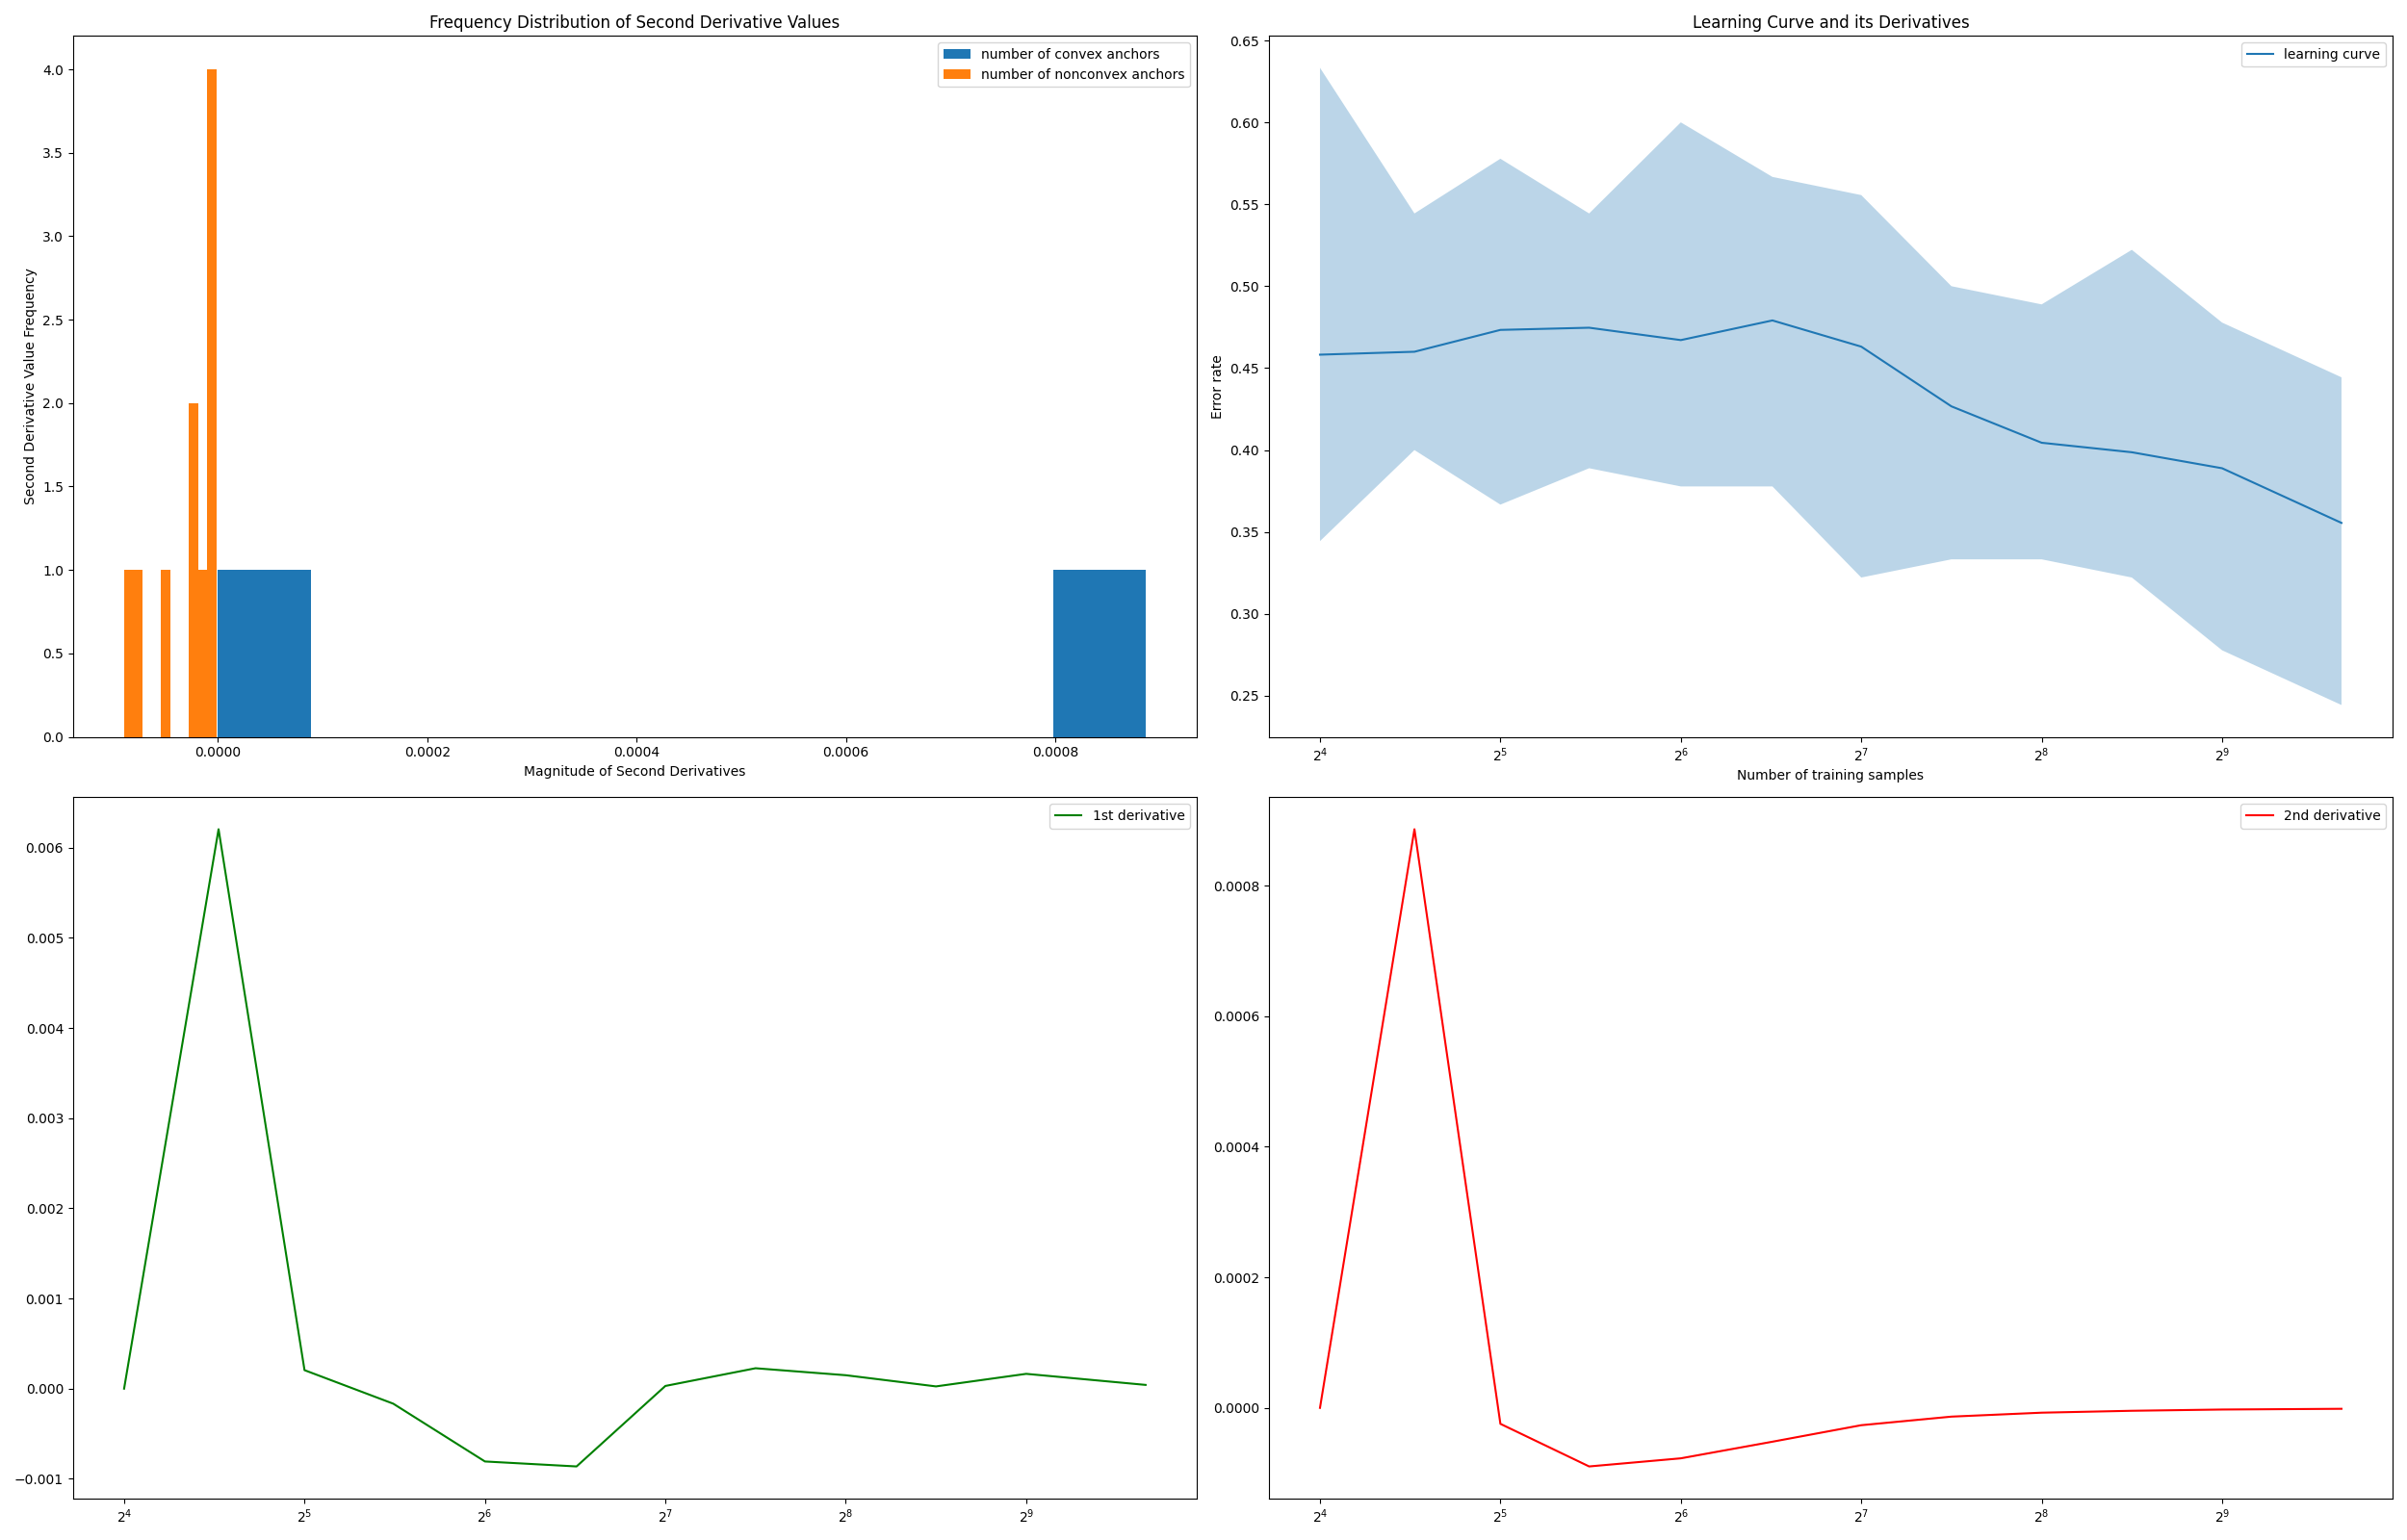 Frequency Distribution of Second Derivative Values
number of convex anchors
number of nonconvex anchors
4.0
3.5
3.0
2.5
2.0
1.5
1.0
0.5
0.0
Second Derivative Value Frequency
0.0000 0.0002 0.0004 0.0006 0.0008
Magnitude of Second Derivatives
Learning Curve and its Derivatives
learning curve
0.65
0.60
0.55
0.50
0.45
0.40
0.35
0.30
0.25
Error rate
2⁴ 2⁵ 2⁶ 2⁷ 2⁸ 2⁹
Number of training samples
1st derivative
0.006
0.005
0.004
0.003
0.002
0.001
0.000
−0.001
2⁴ 2⁵ 2⁶ 2⁷ 2⁸ 2⁹
2nd derivative
0.0008
0.0006
0.0004
0.0002
0.0000
2⁴ 2⁵ 2⁶ 2⁷ 2⁸ 2⁹